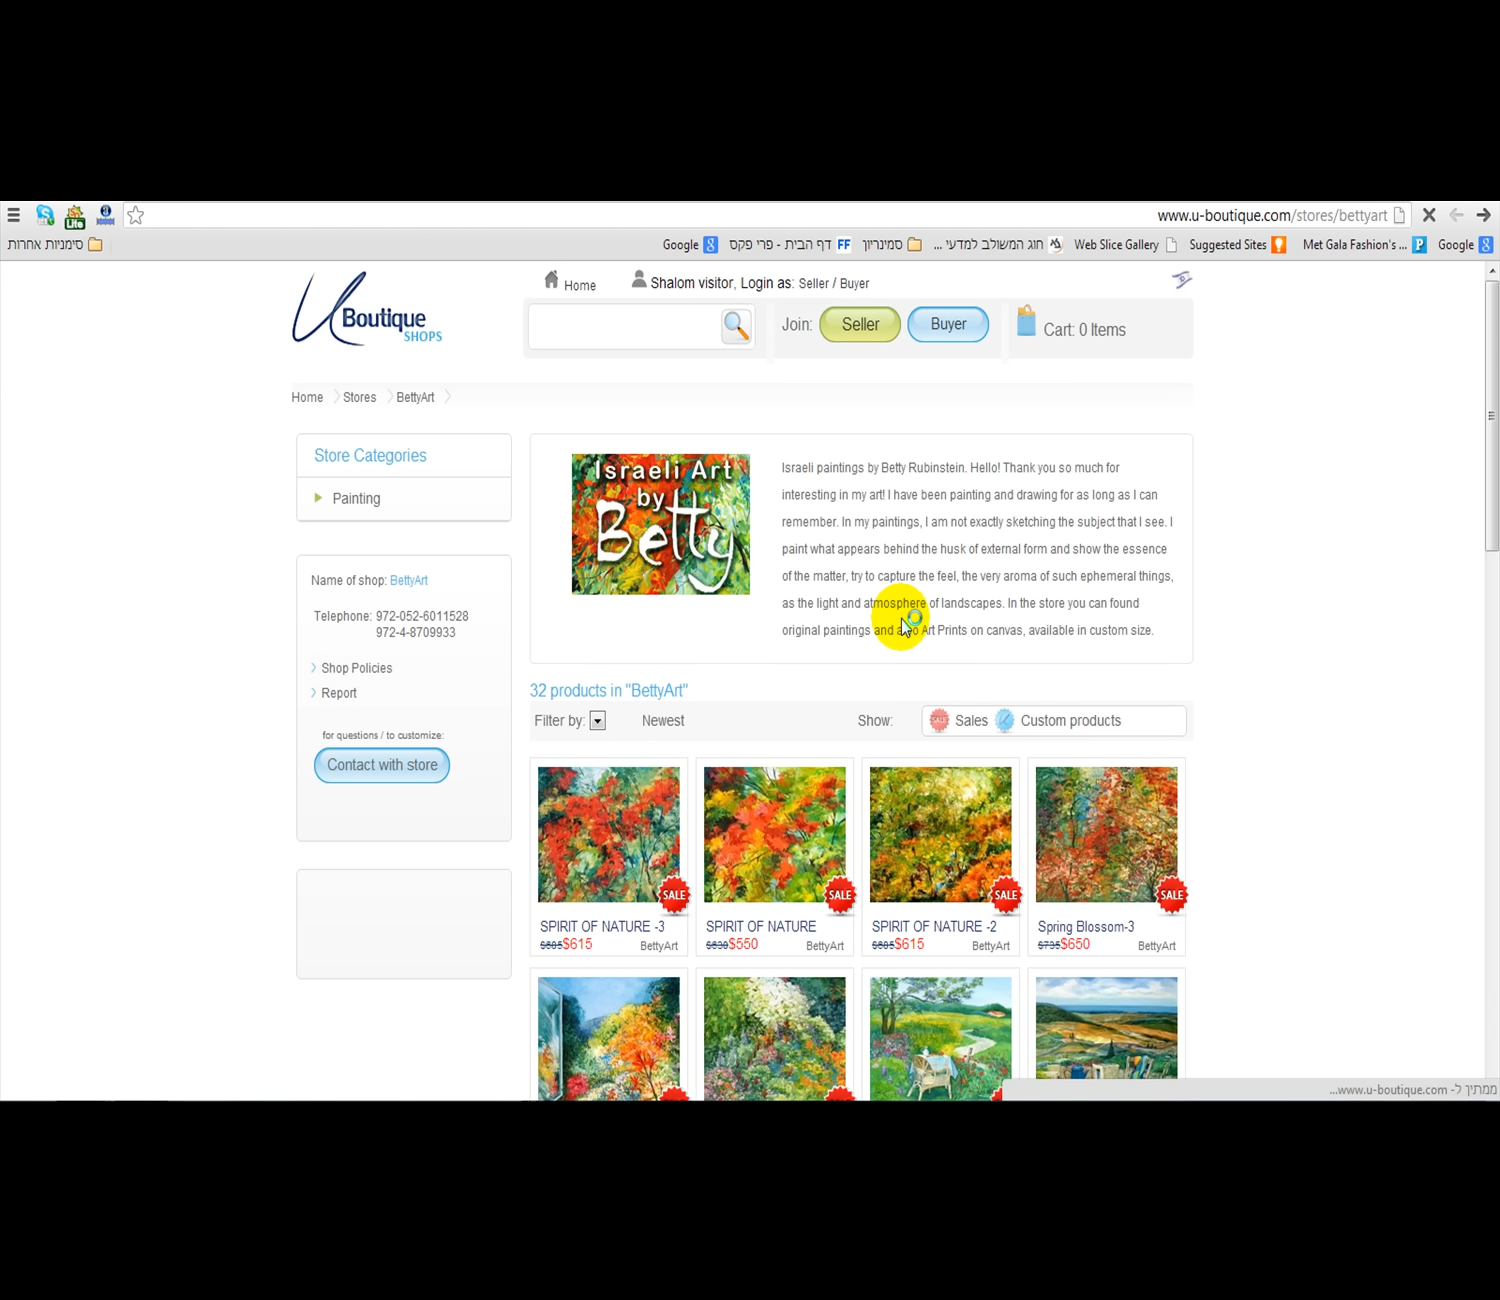 www.u-boutique.com/stores/bettyart
סימניות אחרות
Google
דף הבית - פרי פקס
סמינריון
חוג המשולב למדעי ...
Web Slice Gallery
Suggested Sites
Met Gala Fashion's ...
Google
U Boutique SHOPS
Home
Shalom visitor, Login as: Seller / Buyer
Join: Seller Buyer
Cart: 0 Items
Home Stores BettyArt
Store Categories
Painting
Name of shop: BettyArt
Telephone: 972-052-6011528
972-4-8709933
Shop Policies
Report
for questions / to customize:
Contact with store
Israeli Art
by
Betty
Israeli paintings by Betty Rubinstein. Hello! Thank you so much for
interesting in my art! I have been painting and drawing for as long as I can
remember. In my paintings, I am not exactly sketching the subject that I see. I
paint what appears behind the husk of external form and show the essence
of the matter, try to capture the feel, the very aroma of such ephemeral things,
as the light and atmosphere of landscapes. In the store you can found
original paintings and also Art Prints on canvas, available in custom size.
32 products in "BettyArt"
Filter by: Newest Show: SALE Sales Custom products
SALE
SALE
SALE
SALE
SPIRIT OF NATURE -3
$615 BettyArt
SPIRIT OF NATURE
$550 BettyArt
SPIRIT OF NATURE -2
$615 BettyArt
Spring Blossom-3
$735 $650 BettyArt
ממתין ל- www.u-boutique.com...